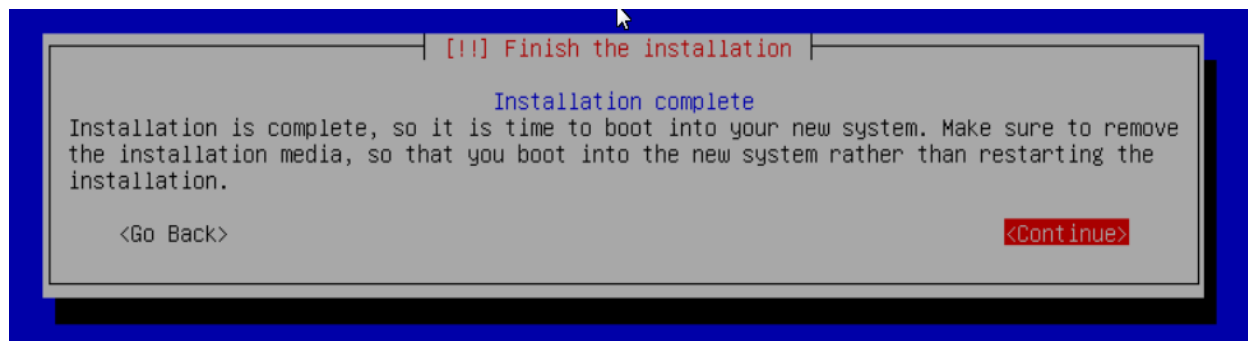 [!!] Finish the installation
Installation complete
Installation is complete, so it is time to boot into your new system. Make sure to remove
the installation media, so that you boot into the new system rather than restarting the
installation.
<Go Back> <Continue>